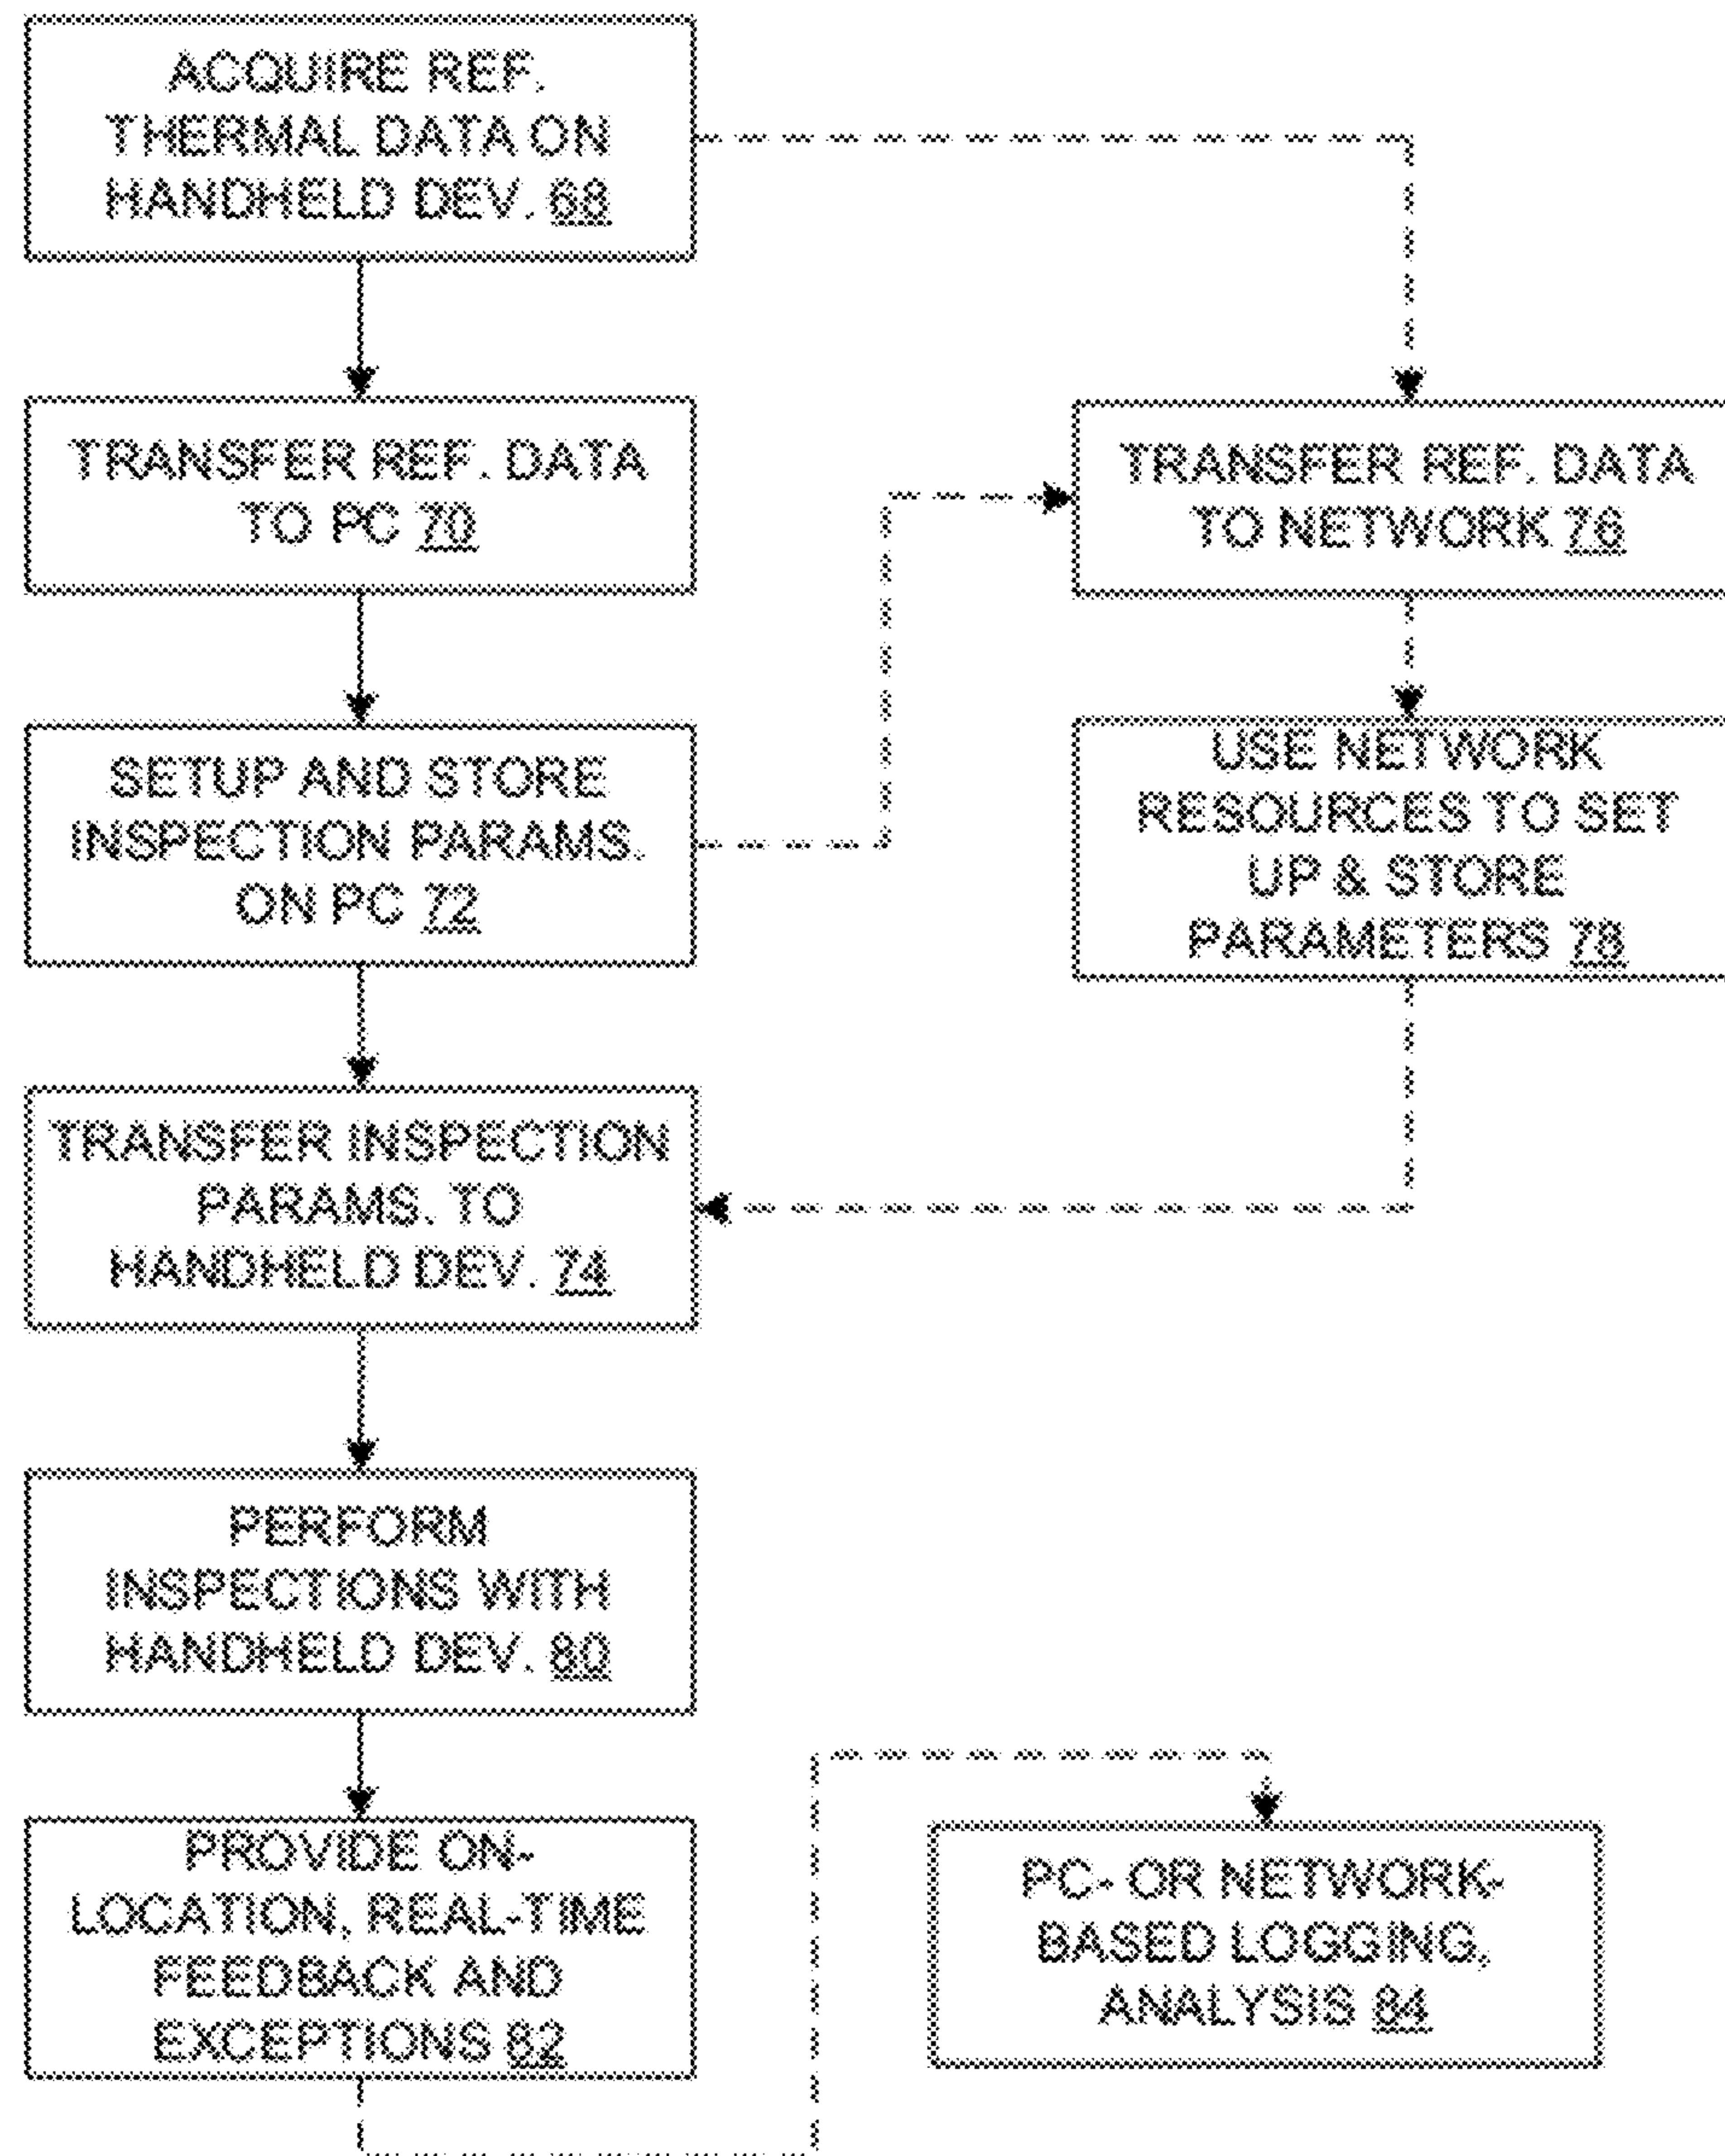 ACQUIRE REF.
THERMAL DATA ON
HANDHELD DEV. 68
TRANSFER REF. DATA
TO PC 70
TRANSFER REF. DATA
TO NETWORK 76
SETUP AND STORE
INSPECTION PARAMS.
ON PC 72
USE NETWORK
RESOURCES TO SET
UP & STORE
PARAMETERS 78
TRANSFER INSPECTION
PARAMS. TO
HANDHELD DEV. 74
PERFORM
INSPECTIONS WITH
HANDHELD DEV. 80
PROVIDE ON-
LOCATION, REAL-TIME
FEEDBACK AND
EXCEPTIONS 82
PC- OR NETWORK-
BASED LOGGING,
ANALYSIS 84